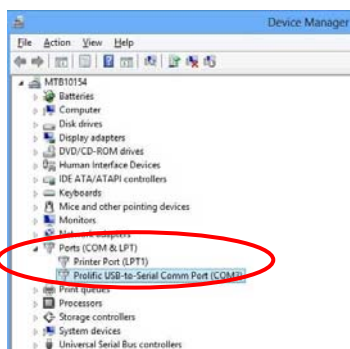 Device Manager
File Action View Help
MTB10154
Batteries
Computer
Disk drives
Display adapters
DVD/CD-ROM drives
Human Interface Devices
IDE ATA/ATAPI controllers
Keyboards
Mice and other pointing devices
Monitors
Network adapters
Ports (COM & LPT)
Printer Port (LPT1)
Prolific USB-to-Serial Comm Port
Print queues
Processors
Storage controllers
System devices
Universal Serial Bus controllers